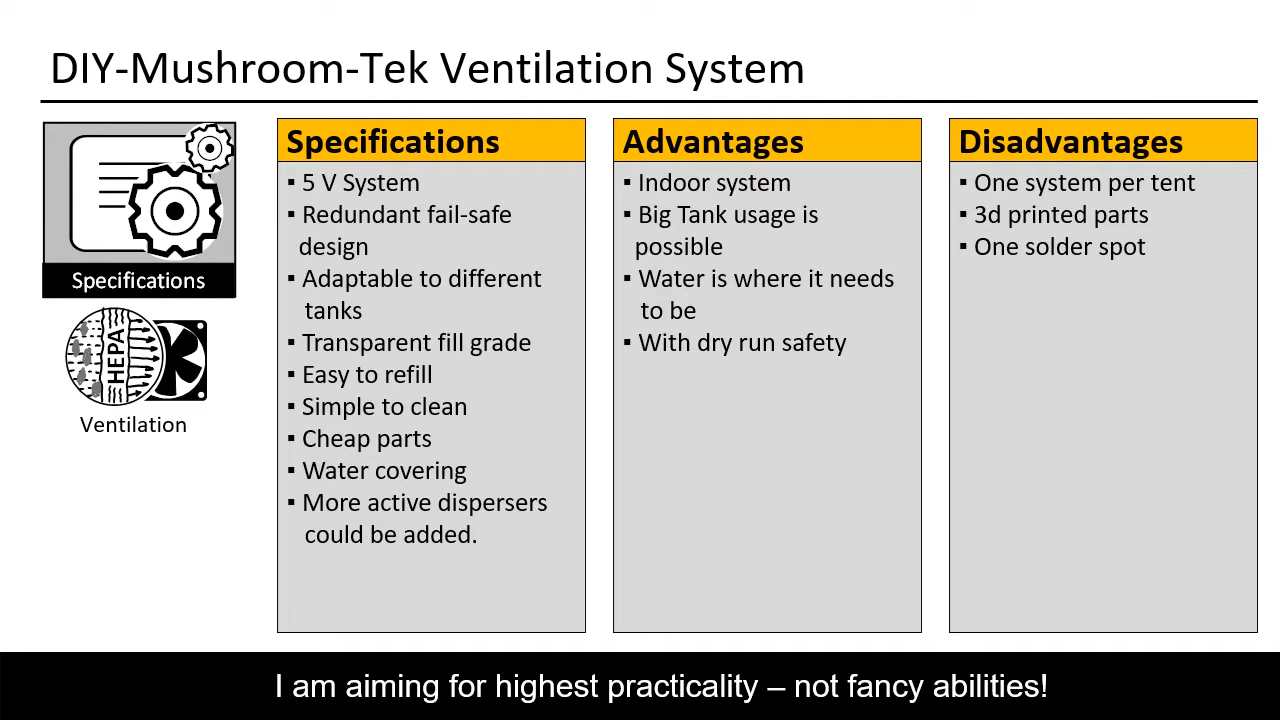 DIY-Mushroom-Tek Ventilation System
Specifications
HEPA
Ventilation
Specifications
▪ 5 V System
▪ Redundant fail-safe
design
▪ Adaptable to different
tanks
▪ Transparent fill grade
▪ Easy to refill
▪ Simple to clean
▪ Cheap parts
▪ Water covering
▪ More active dispersers
could be added.
Advantages
▪ Indoor system
▪ Big Tank usage is
possible
▪ Water is where it needs
to be
▪ With dry run safety
Disadvantages
▪ One system per tent
▪ 3d printed parts
▪ One solder spot
I am aiming for highest practicality – not fancy abilities!